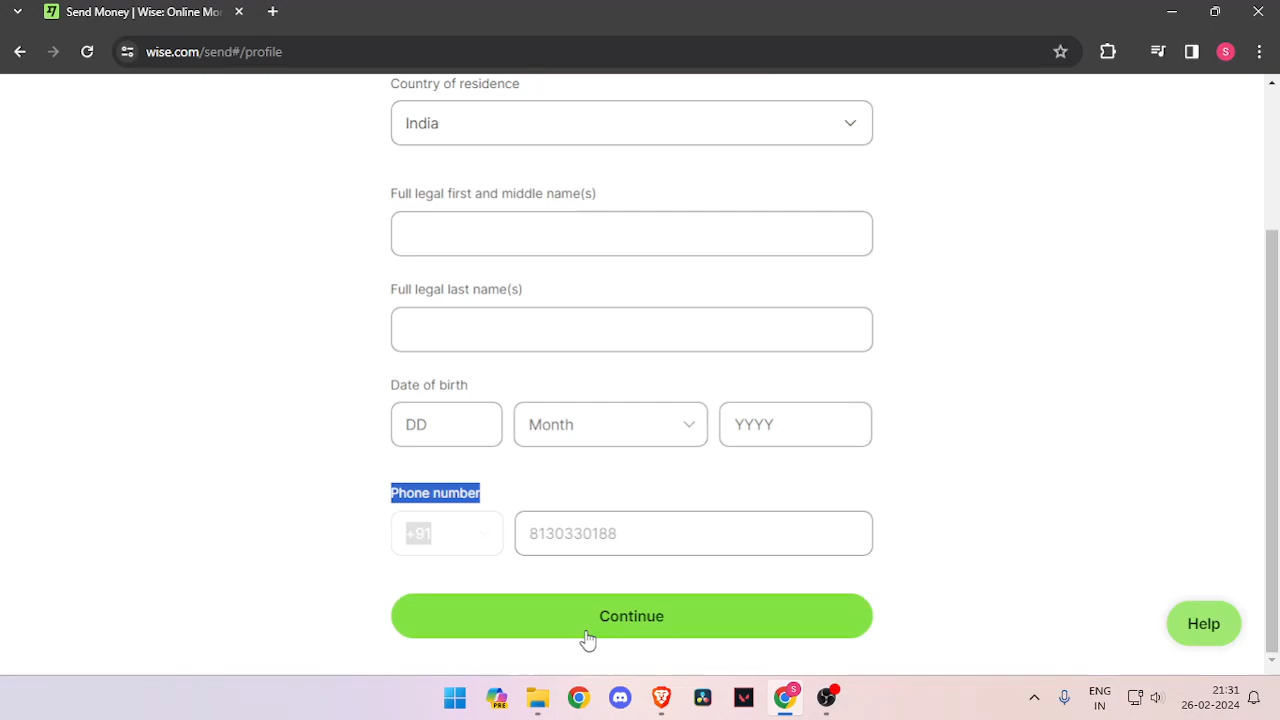 Send Money | Wise: Online Mo
wise.com/send#/profile
S
Country of residence
India
Full legal first and middle name(s)
Full legal last name(s)
Date of birth
DD Month YYYY
Phone number
+91 8130330188
Continue
Help
PRE
S
ENG
IN
21:31
26-02-2024